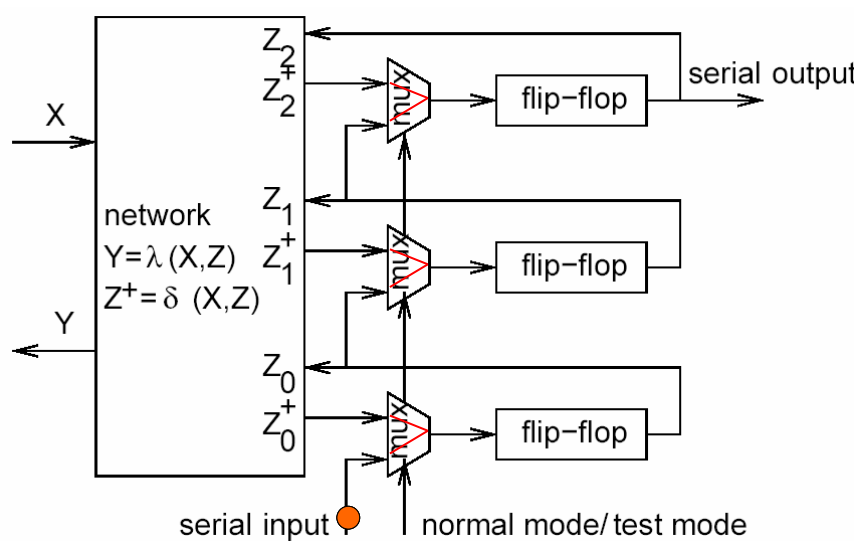 Z2
Z2+
mux
flip-flop
serial output
X
Z1
network
Y=λ(X,Z)
Z1+
mux
flip-flop
Z+=δ (X,Z)
Y
Z0
Z0+
mux
flip-flop
serial input
normal mode/test mode